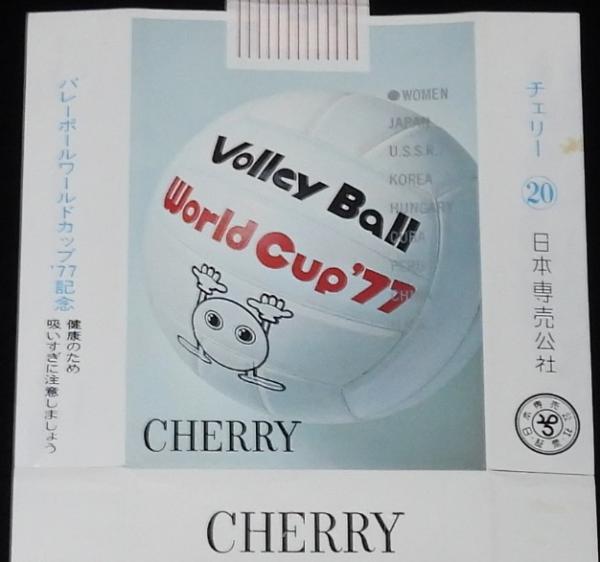 バレーボールワールドカップ'77記念
健康のため
吸いすぎに注意しましょう
Volley Ball
World Cup '77
●WOMEN
JAPAN
U.S.S.R.
KOREA
HUNGARY
CUBA
PERU
CHERRY
チェリー ⑳ 日本専売公社
CHERRY